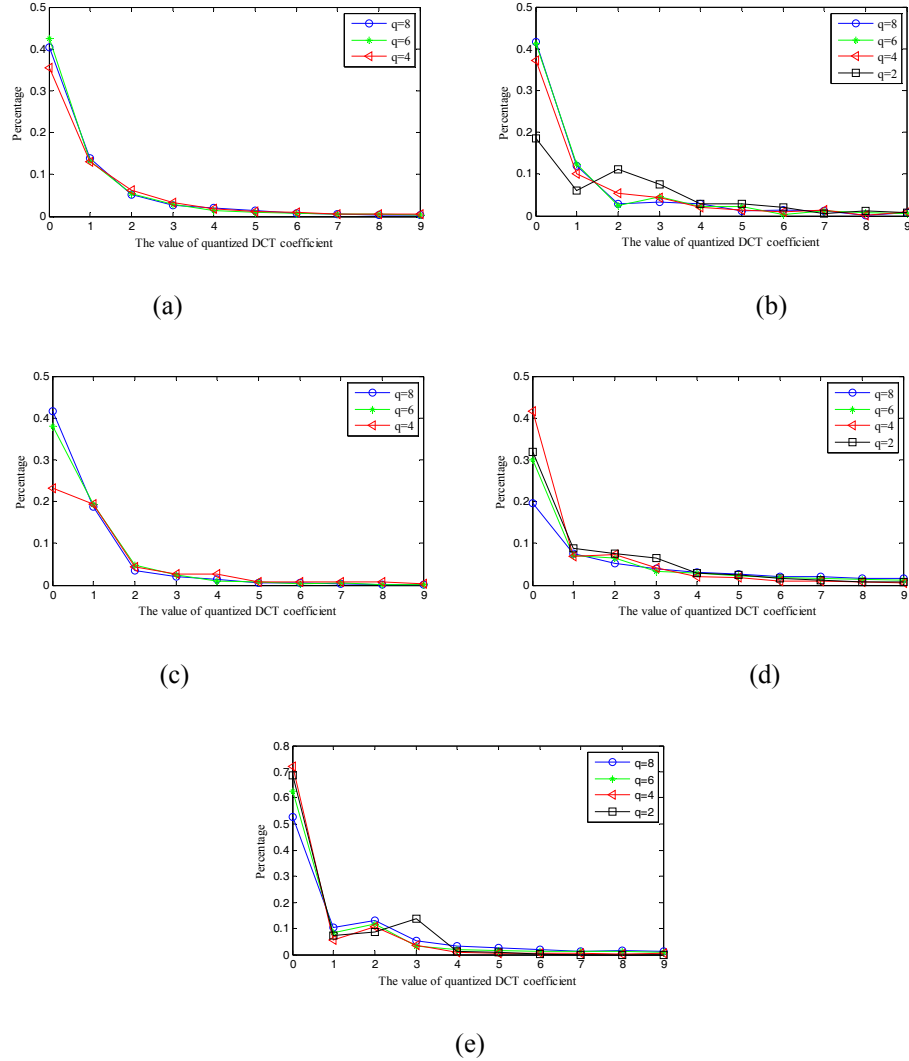 0.5
0.4
0.3
0.2
0.1
0
Percentage
q=8
q=6
q=4
0 1 2 3 4 5 6 7 8 9
The value of quantized DCT coefficient
(a)
0.5
0.4
0.3
0.2
0.1
0
Percentage
q=8
q=6
q=4
q=2
0 1 2 3 4 5 6 7 8 9
The value of quantized DCT coefficient
(b)
0.5
0.4
0.3
0.2
0.1
0
Percentage
q=8
q=6
q=4
0 1 2 3 4 5 6 7 8 9
The value of quantized DCT coefficient
(c)
0.5
0.4
0.3
0.2
0.1
0
Percentage
q=8
q=6
q=4
q=2
0 1 2 3 4 5 6 7 8 9
The value of quantized DCT coefficient
(d)
0.8
0.7
0.6
0.5
0.4
0.3
0.2
0.1
0
Percentage
q=8
q=6
q=4
q=2
0 1 2 3 4 5 6 7 8 9
The value of quantized DCT coefficient
(e)